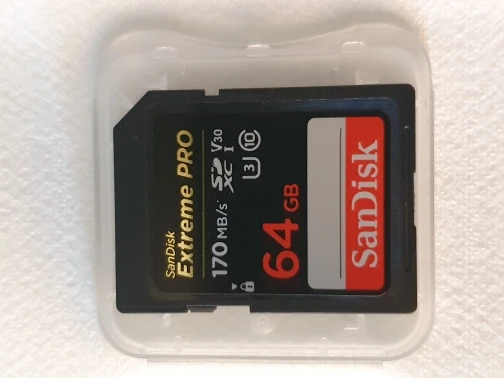 SanDisk
Extreme PRO
170 MB/s
SD XC I V30
U3 10
64 GB
SanDisk